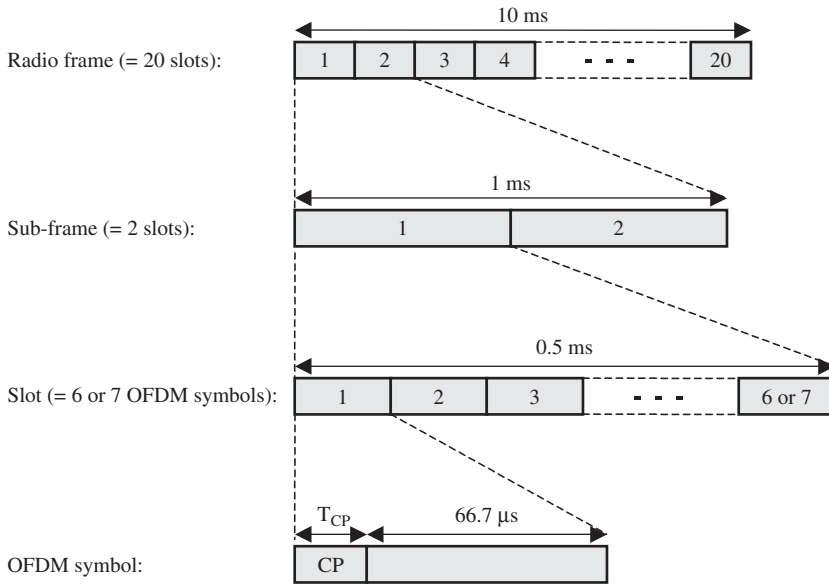 10 ms
Radio frame (= 20 slots): 1 2 3 4 - - - 20
1 ms
Sub-frame (= 2 slots): 1 2
0.5 ms
Slot (= 6 or 7 OFDM symbols): 1 2 3 - - - 6 or 7
T_CP 66.7 μs
OFDM symbol: CP